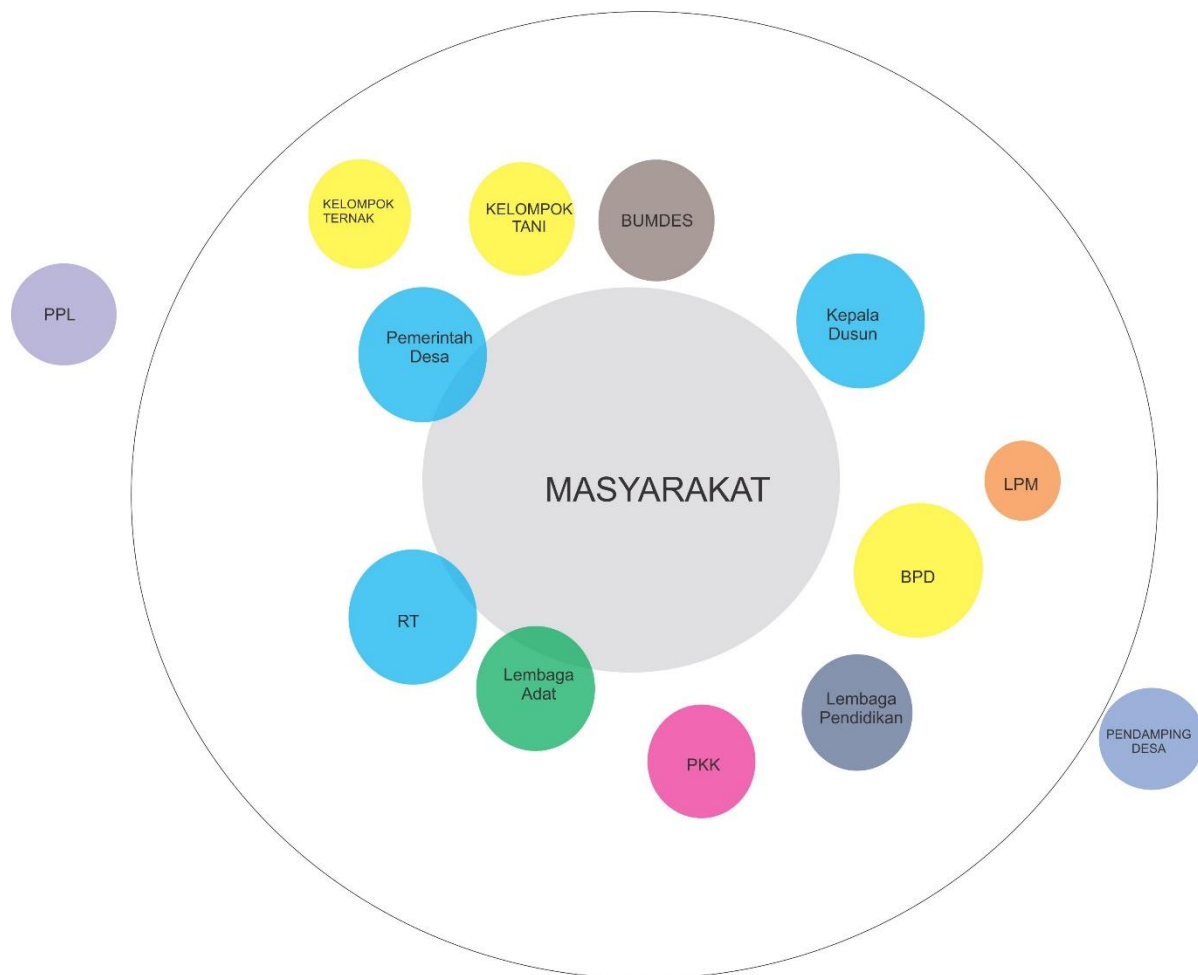 KELOMPOK
TERNAK
KELOMPOK
TANI
BUMDES
PPL
Pemerintah
Desa
Kepala
Dusun
MASYARAKAT
LPM
BPD
RT
Lembaga
Adat
Lembaga
Pendidikan
PKK
PENDAMPING
DESA